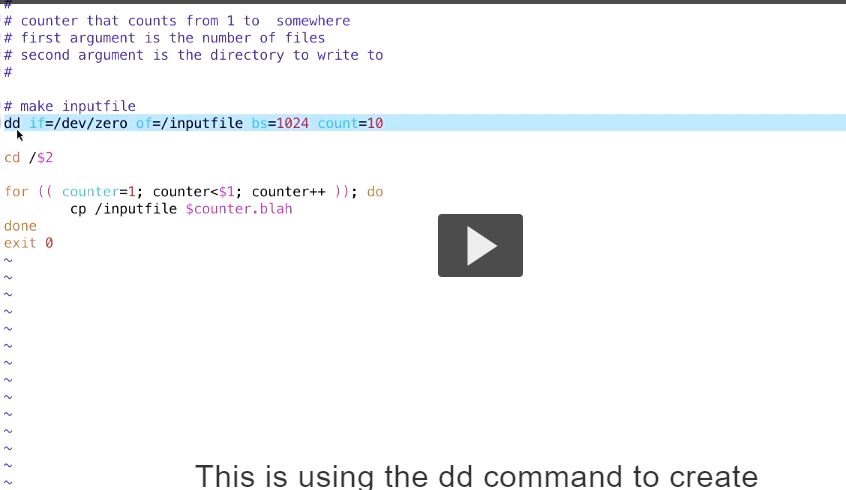 #
# counter that counts from 1 to  somewhere
# first argument is the number of files
# second argument is the directory to write to
#
# make inputfile
dd if=/dev/zero of=/inputfile bs=1024 count=10
cd /$2
for (( counter=1; counter<$1; counter++ )); do
        cp /inputfile $counter.blah
done
exit 0
~
~
~
~
~
~
~
~
~
~
~
~
~
~
This is using the dd command to create